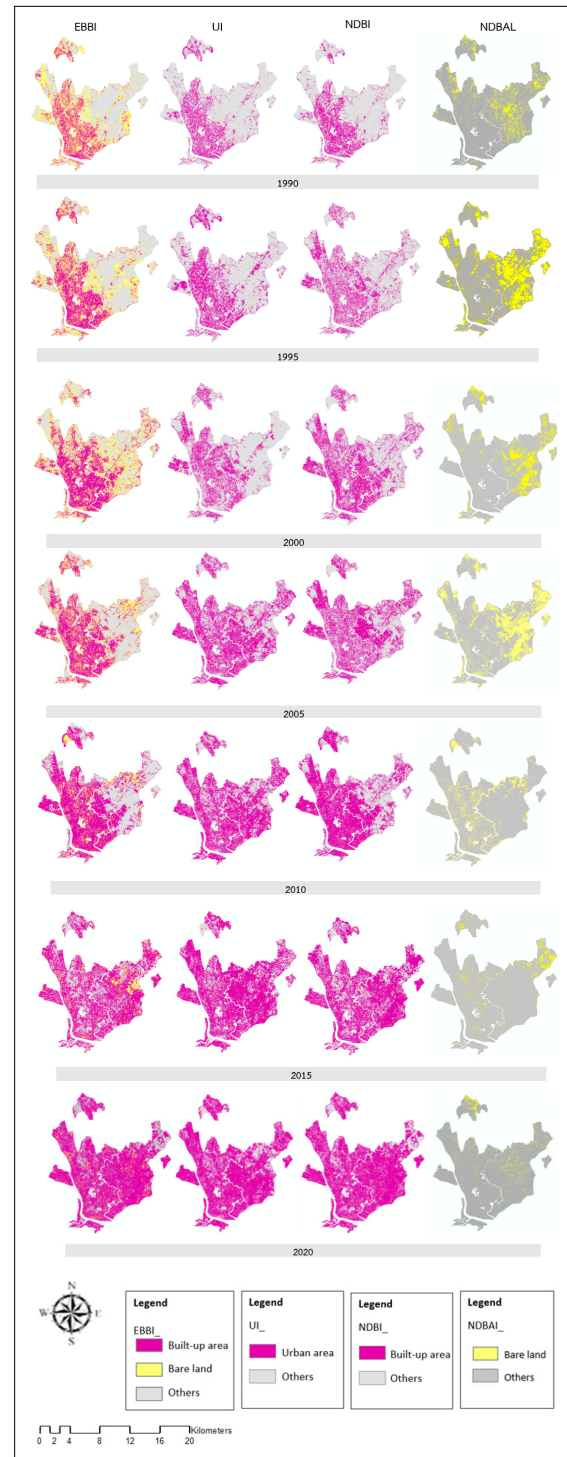 EBBI UI NDBI NDBAL
1990
1995
2000
2005
2010
2015
2020
N
W E
S
Legend
EBBI_
Built-up area
Bare land
Others
Legend
UI_
Urban area
Others
Legend
NDBI_
Built-up area
Others
Legend
NDBAI_
Bare land
Others
Kilometers
0 2 4 8 12 16 20